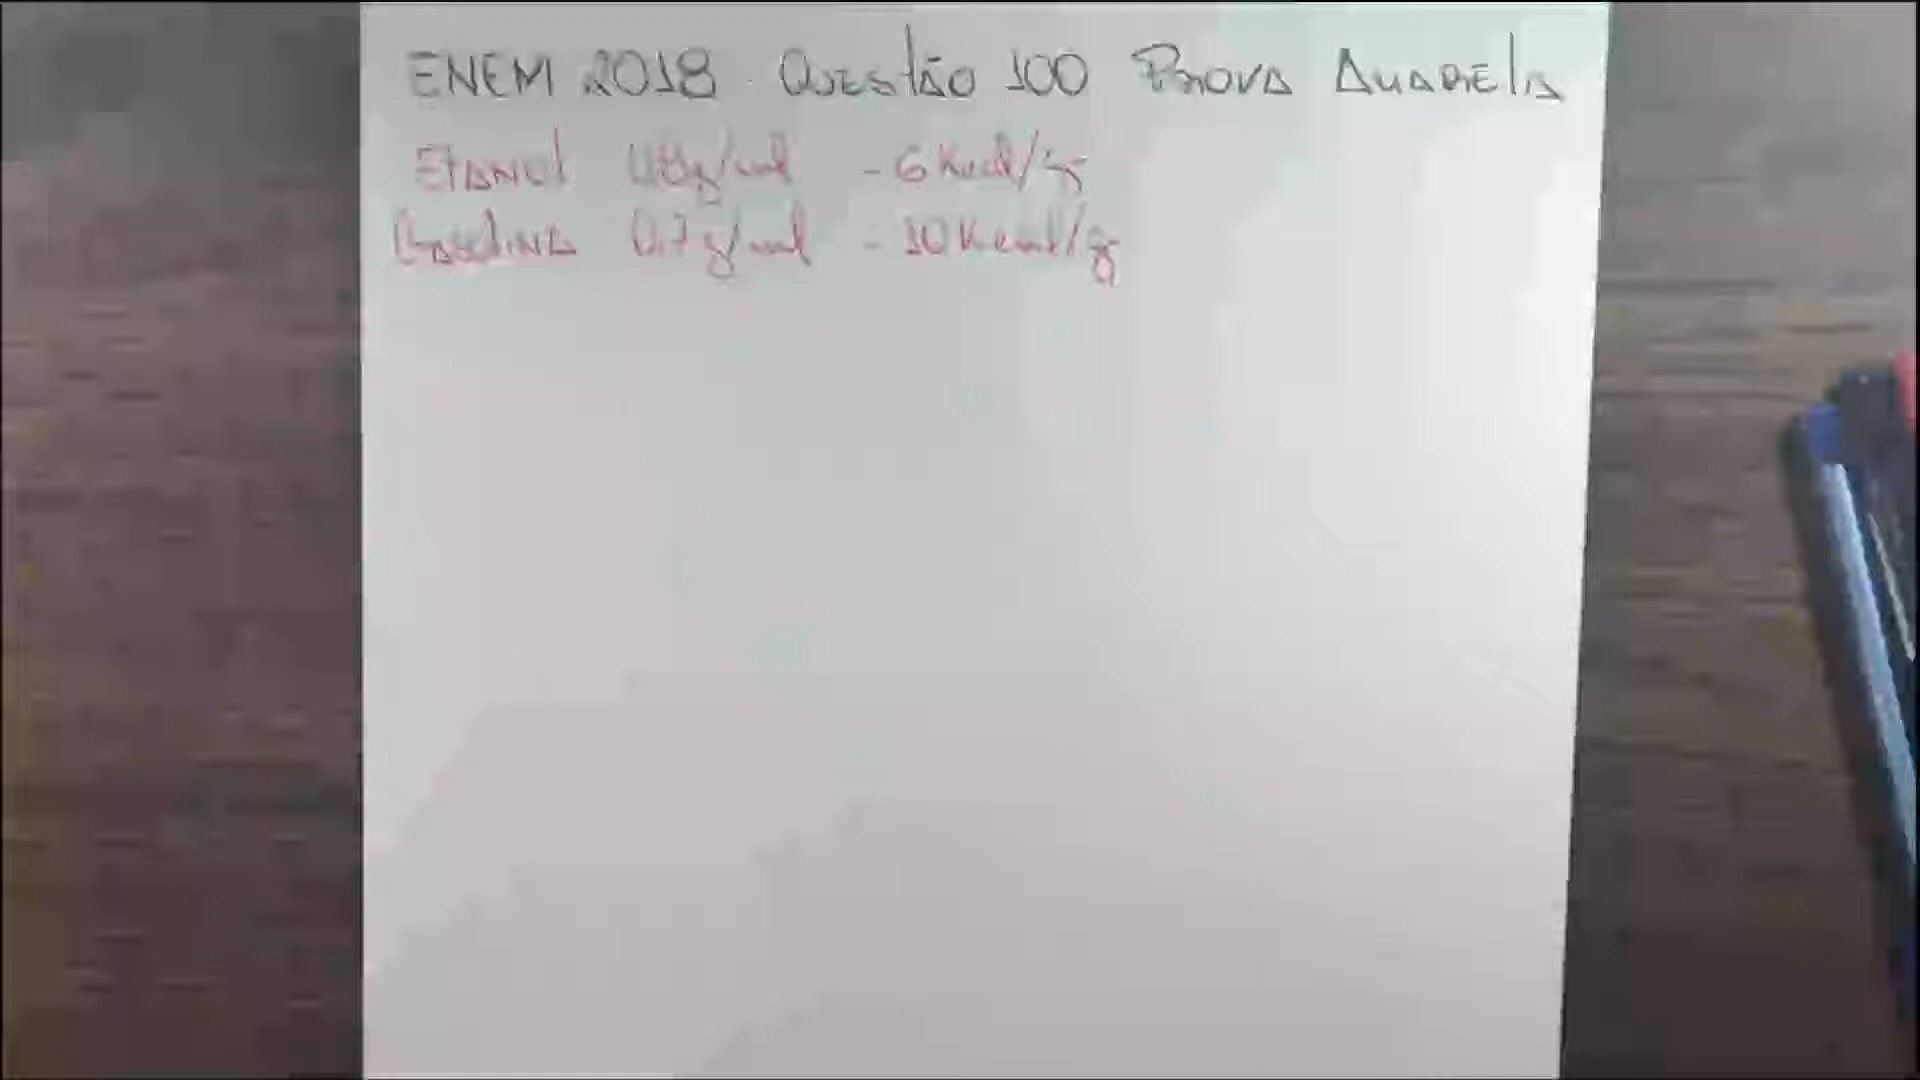 ENEM 2018 - Questão 100 Prova Amarela
Etanol 0,8g/ml - 6 Kcal/g
Gasolina 0,7 g/ml - 10 Kcal/g